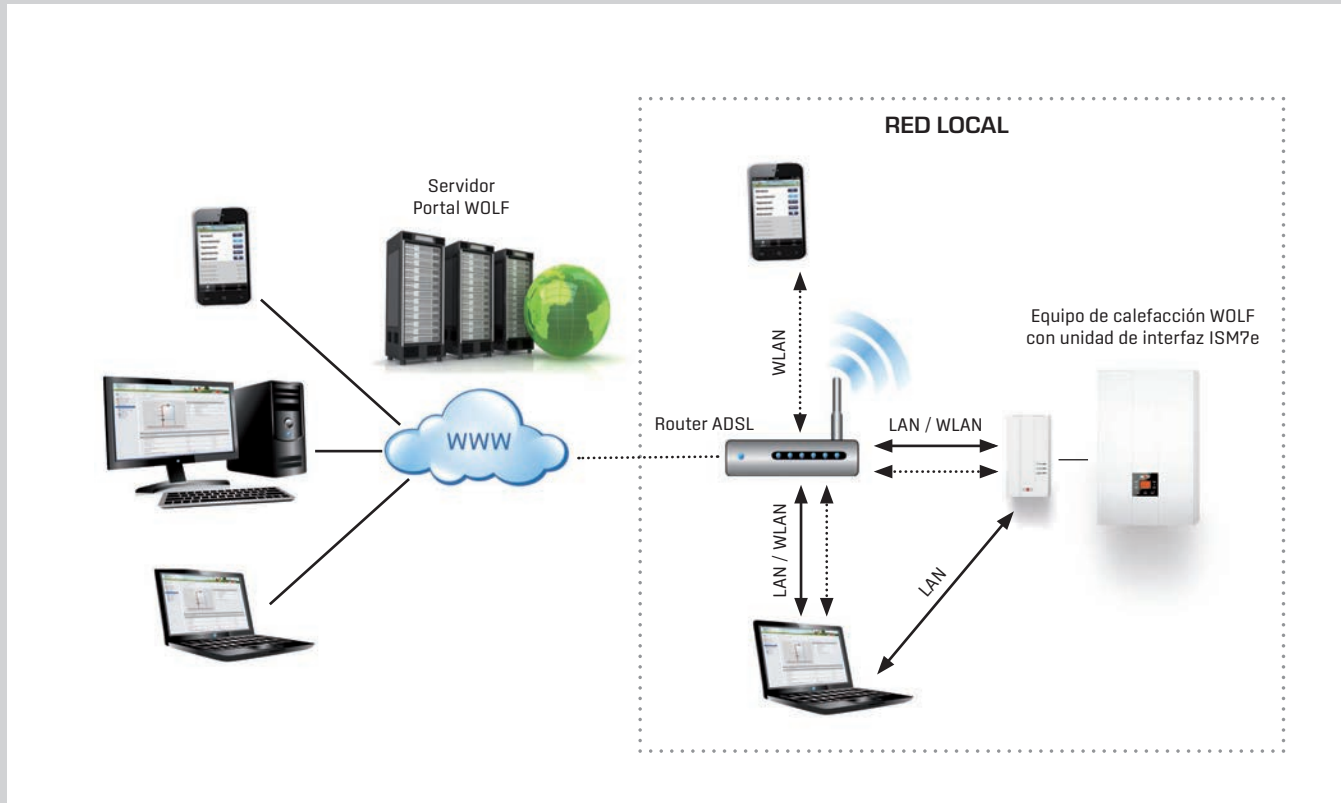 RED LOCAL
Servidor
Portal WOLF
Equipo de calefacción WOLF
con unidad de interfaz ISM7e
WLAN
Router ADSL
LAN / WLAN
WWW
LAN / WLAN
LAN